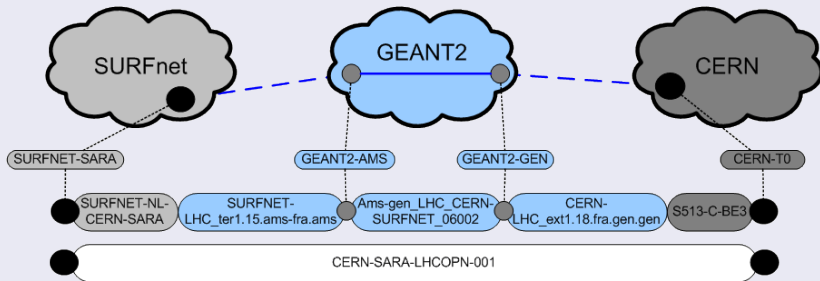 SURFnet
GEANT2
CERN
SURFNET-SARA
GEANT2-AMS
GEANT2-GEN
CERN-T0
SURFNET-NL-
CERN-SARA
SURFNET-
LHC_ter1.15.ams-fra.ams
Ams-gen_LHC_CERN-
SURFNET_06002
CERN-
LHC_ext1.18.fra.gen.gen
S513-C-BE3
CERN-SARA-LHCOPN-001